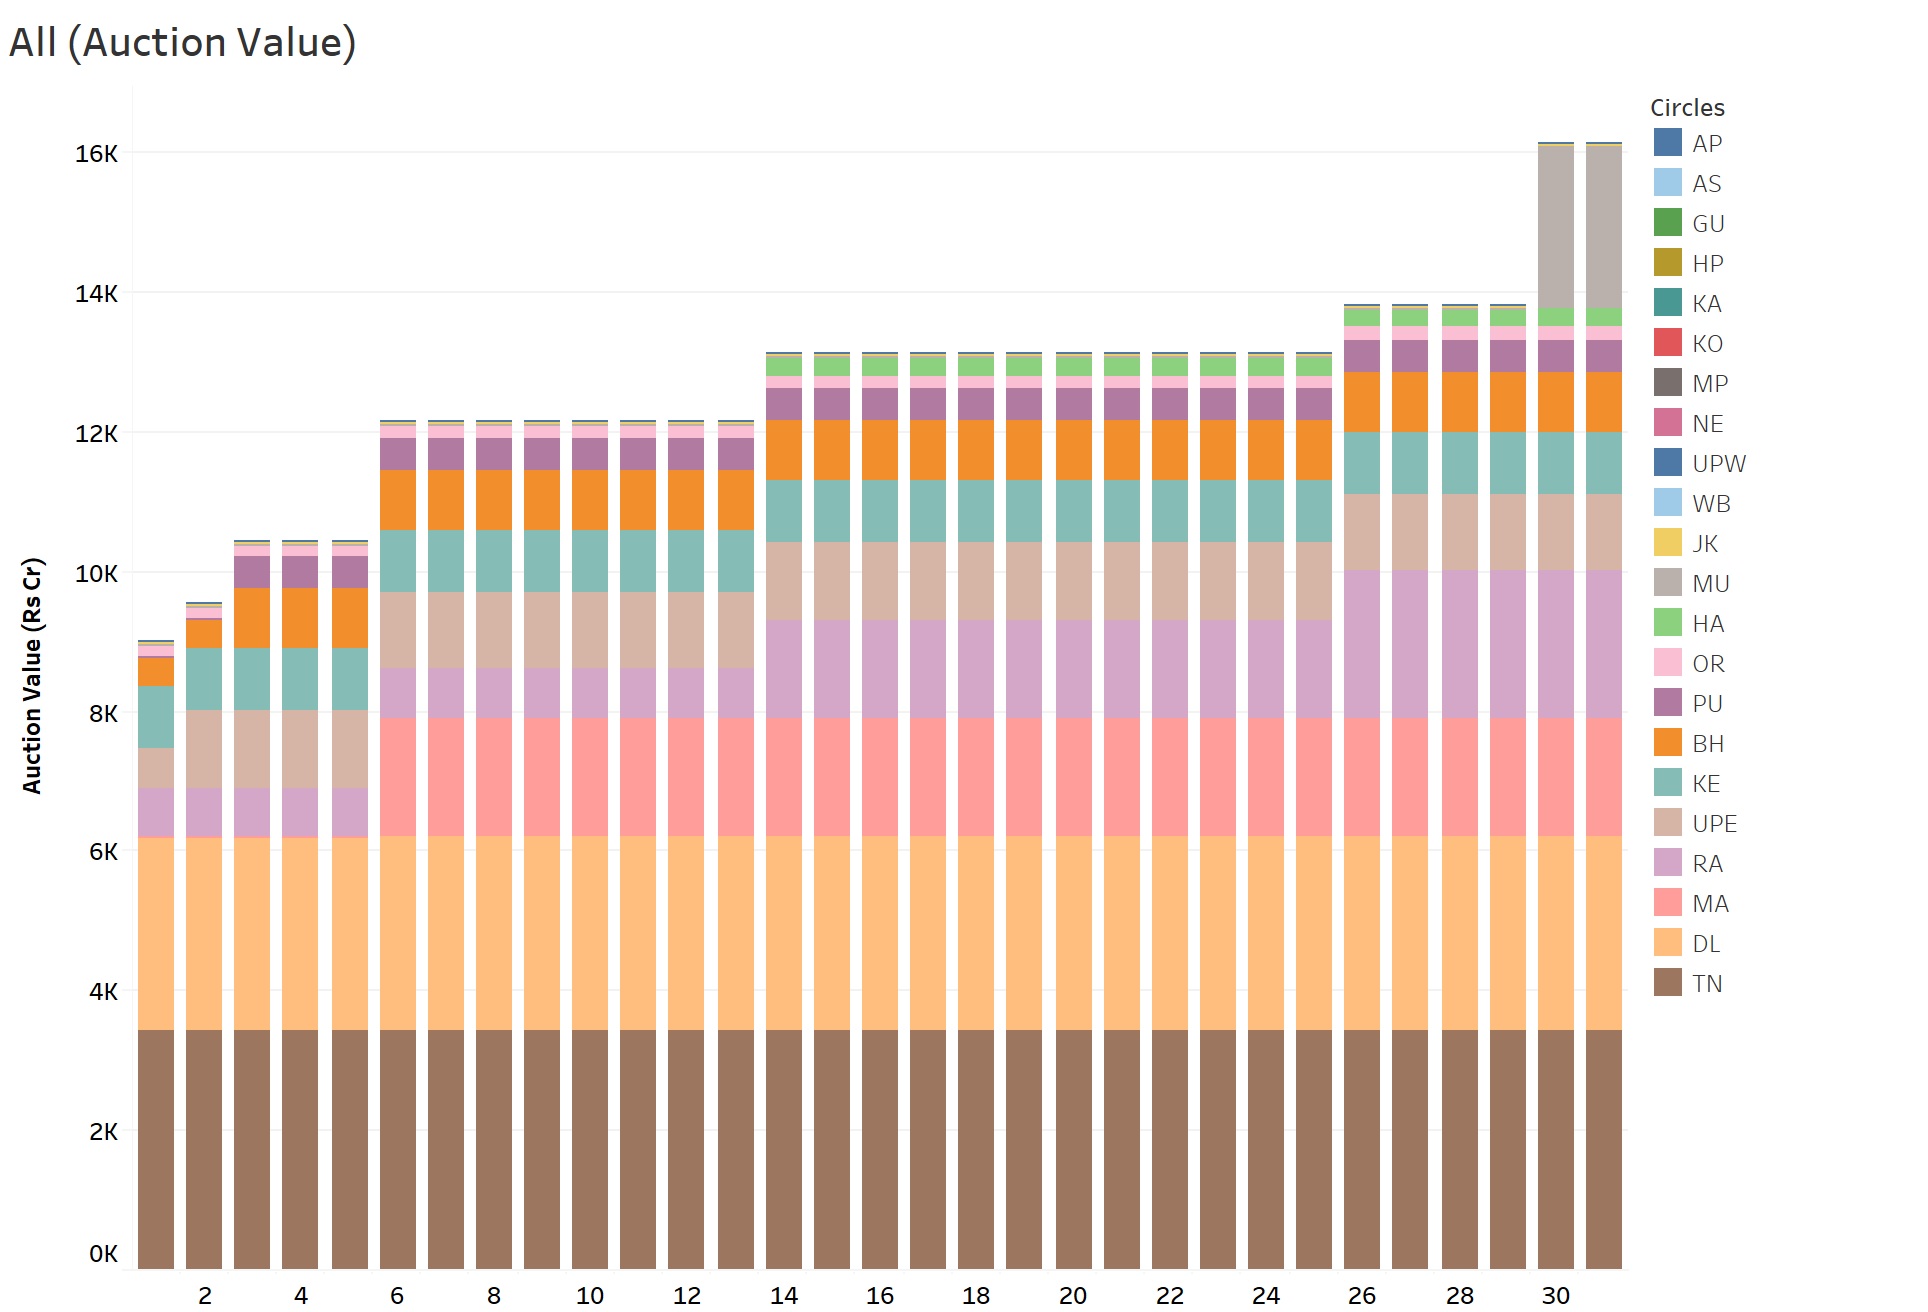 All (Auction Value)
Circles
AP
AS
GU
HP
KA
KO
MP
NE
UPW
WB
JK
MU
HA
OR
PU
BH
KE
UPE
RA
MA
DL
TN
Auction Value (Rs Cr)
16K
14K
12K
10K
8K
6K
4K
2K
0K
2 4 6 8 10 12 14 16 18 20 22 24 26 28 30